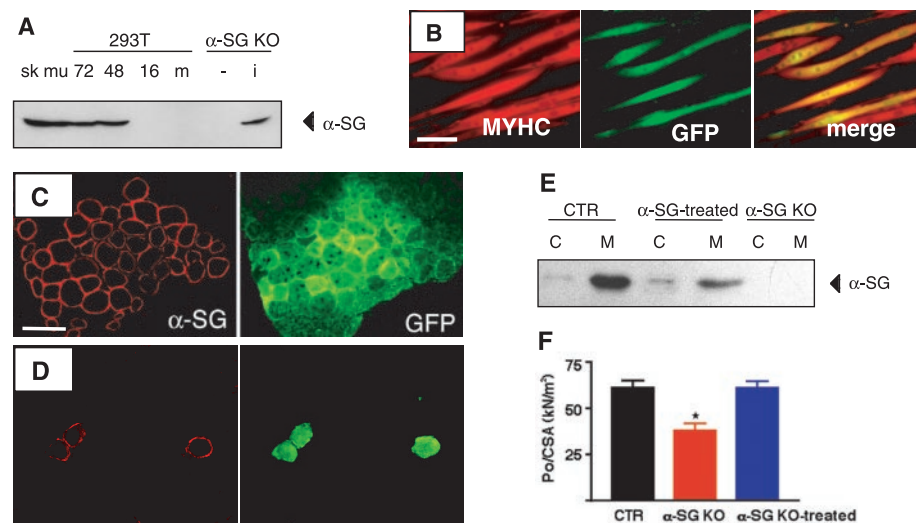 A
293T
α-SG KO
sk mu 72 48 16 m - i
α-SG
B
MYHC
GFP
merge
C
α-SG
GFP
D
E
CTR
α-SG-treated
α-SG KO
C M C M C M
α-SG
F
Po/CSA (kN/m²)
75
50
25
*
CTR
α-SG KO
α-SG KO-treated